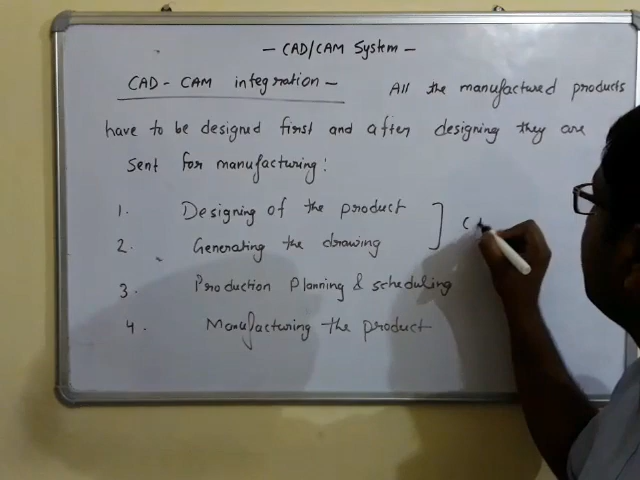 - CAD/CAM System -
CAD - CAM integration - All the manufactured products
have to be designed first and after designing they are
sent for manufacturing:
1. Designing of the product ] C
2. Generating the drawing
3. Production Planning & scheduling
4. Manufacturing the product